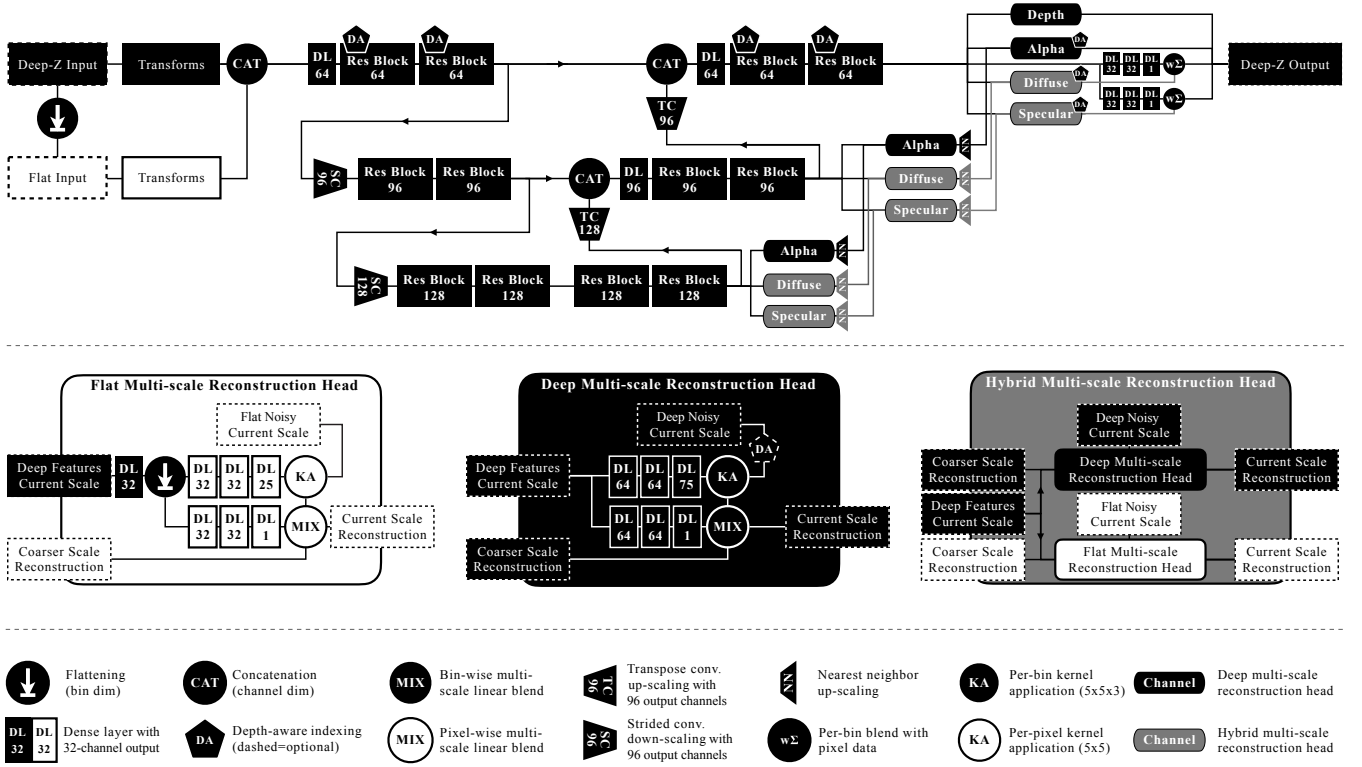 Depth
DA
DA
DA
DA
Alpha
DA
Deep-Z Input
Transforms
CAT
DL
64
Res Block
64
Res Block
64
CAT
DL
64
Res Block
64
Res Block
64
DL
32
DL
32
DL
1
wΣ
Deep-Z Output
Diffuse
DA
DL
32
DL
32
DL
1
wΣ
Specular
DA
TC
96
Flat Input
Transforms
SC
96
Res Block
96
Res Block
96
CAT
DL
96
Res Block
96
Res Block
96
Alpha
NN
Diffuse
NN
Specular
NN
TC
128
SC
128
Res Block
128
Res Block
128
Res Block
128
Res Block
128
Alpha
NN
Diffuse
NN
Specular
NN
Flat Multi-scale Reconstruction Head
Flat Noisy
Current Scale
Deep Features
Current Scale
DL
32
DL
32
DL
32
DL
25
KA
DL
32
DL
32
DL
1
MIX
Current Scale
Reconstruction
Coarser Scale
Reconstruction
Deep Multi-scale Reconstruction Head
Deep Noisy
Current Scale
DA
Deep Features
Current Scale
DL
64
DL
64
DL
75
KA
DL
64
DL
64
DL
1
MIX
Current Scale
Reconstruction
Coarser Scale
Reconstruction
Hybrid Multi-scale Reconstruction Head
Deep Noisy
Current Scale
Coarser Scale
Reconstruction
Deep Multi-scale
Reconstruction Head
Current Scale
Reconstruction
Deep Features
Current Scale
Flat Noisy
Current Scale
Coarser Scale
Reconstruction
Flat Multi-scale
Reconstruction Head
Current Scale
Reconstruction
Flattening
(bin dim)
CAT
Concatenation
(channel dim)
MIX
Bin-wise multi-
scale linear blend
TC
96
Transpose conv.
up-scaling with
96 output channels
NN
Nearest neighbor
up-scaling
KA
Per-bin kernel
application (5x5x3)
Channel
Deep multi-scale
reconstruction head
DL
32
DL
32
Dense layer with
32-channel output
DA
Depth-aware indexing
(dashed=optional)
MIX
Pixel-wise multi-
scale linear blend
SC
96
Strided conv.
down-scaling with
96 output channels
wΣ
Per-bin blend with
pixel data
KA
Per-pixel kernel
application (5x5)
Channel
Hybrid multi-scale
reconstruction head